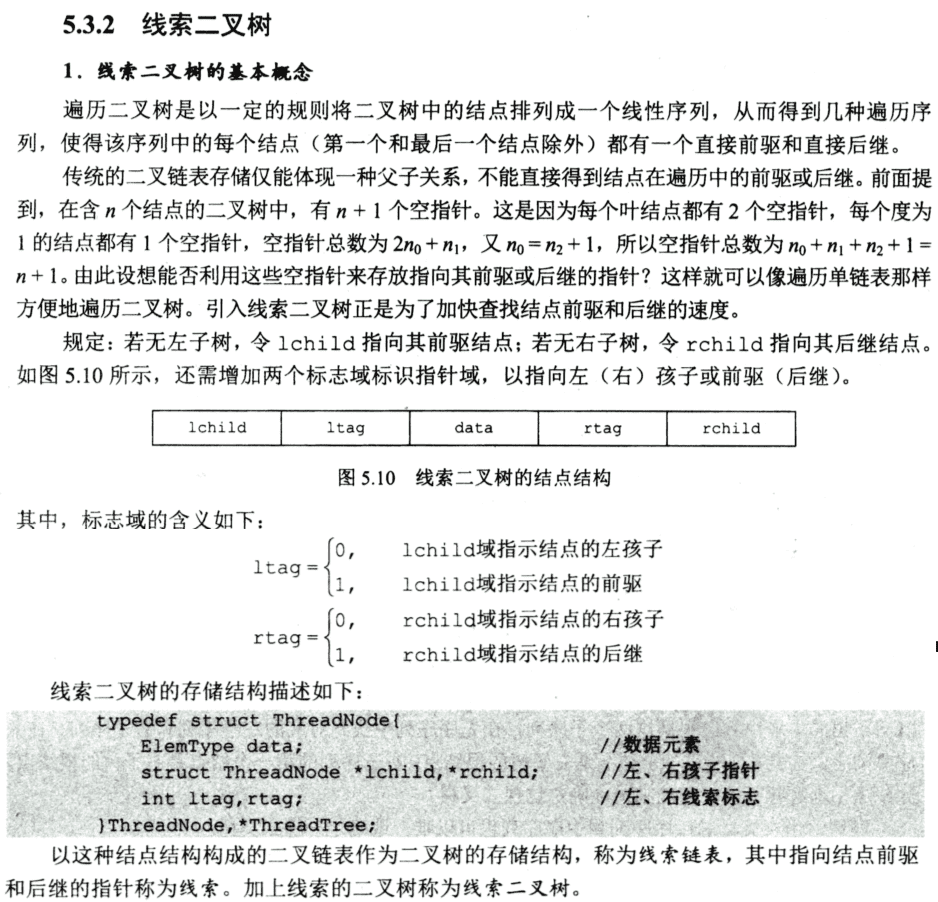 5.3.2 线索二叉树
1．线索二叉树的基本概念
遍历二叉树是以一定的规则将二叉树中的结点排列成一个线性序列，从而得到几种遍历序
列，使得该序列中的每个结点（第一个和最后一个结点除外）都有一个直接前驱和直接后继。
传统的二叉链表存储仅能体现一种父子关系，不能直接得到结点在遍历中的前驱或后继。前面提
到，在含 n 个结点的二叉树中，有 n + 1 个空指针。这是因为每个叶结点都有 2 个空指针，每个度为
1 的结点都有 1 个空指针，空指针总数为 2n₀ + n₁，又 n₀ = n₂ + 1，所以空指针总数为 n₀ + n₁ + n₂ + 1 =
n + 1。由此设想能否利用这些空指针来存放指向其前驱或后继的指针？这样就可以像遍历单链表那样
方便地遍历二叉树。引入线索二叉树正是为了加快查找结点前驱和后继的速度。
规定：若无左子树，令 lchild 指向其前驱结点；若无右子树，令 rchild 指向其后继结点。
如图 5.10 所示，还需增加两个标志域标识指针域，以指向左（右）孩子或前驱（后继）。
lchild ltag data rtag rchild
图 5.10 线索二叉树的结点结构
其中，标志域的含义如下：
ltag = { 0, lchild域指示结点的左孩子
1, lchild域指示结点的前驱
rtag = { 0, rchild域指示结点的右孩子
1, rchild域指示结点的后继
线索二叉树的存储结构描述如下：
typedef struct ThreadNode{
ElemType data; //数据元素
struct ThreadNode *lchild,*rchild; //左、右孩子指针
int ltag,rtag; //左、右线索标志
}ThreadNode,*ThreadTree;
以这种结点结构构成的二叉链表作为二叉树的存储结构，称为线索链表，其中指向结点前驱
和后继的指针称为线索。加上线索的二叉树称为线索二叉树。